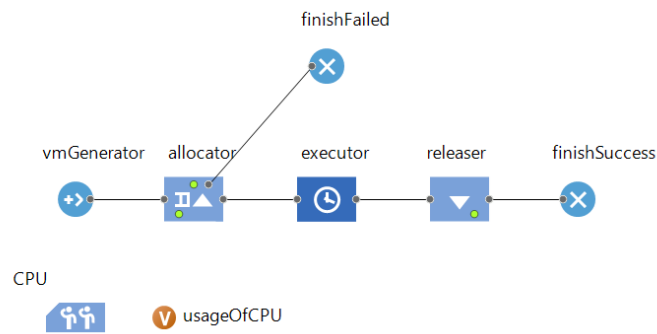 finishFailed
vmGenerator allocator executor releaser finishSuccess
CPU
V usageOfCPU